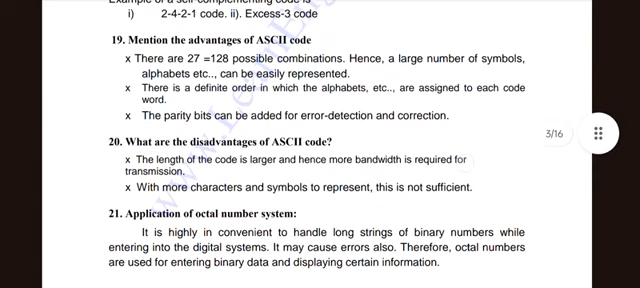 i) 2-4-2-1 code. ii). Excess-3 code
19. Mention the advantages of ASCII code
x There are 27 =128 possible combinations. Hence, a large number of symbols,
alphabets etc.., can be easily represented.
x There is a definite order in which the alphabets, etc.., are assigned to each code
word.
x The parity bits can be added for error-detection and correction.
3/16
20. What are the disadvantages of ASCII code?
x The length of the code is larger and hence more bandwidth is required for
transmission.
x With more characters and symbols to represent, this is not sufficient.
21. Application of octal number system:
It is highly in convenient to handle long strings of binary numbers while
entering into the digital systems. It may cause errors also. Therefore, octal numbers
are used for entering binary data and displaying certain information.